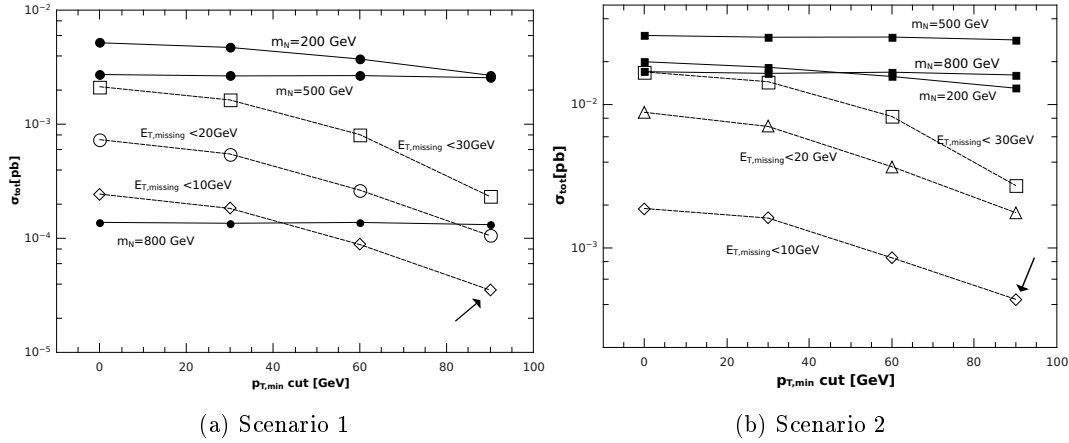 10⁻²
m_N=200 GeV
m_N=500 GeV
10⁻³
E_T,missing <20GeV
E_T,missing <30GeV
E_T,missing <10GeV
10⁻⁴
m_N=800 GeV
10⁻⁵
σ_tot[pb]
0 20 40 60 80 100
p_T,min cut [GeV]
(a) Scenario 1
m_N=500 GeV
m_N=800 GeV
m_N=200 GeV
10⁻²
E_T,missing< 30GeV
E_T,missing<20 GeV
E_T,missing<10GeV
10⁻³
σ_tot[pb]
0 20 40 60 80 100
p_T,min cut [GeV]
(b) Scenario 2